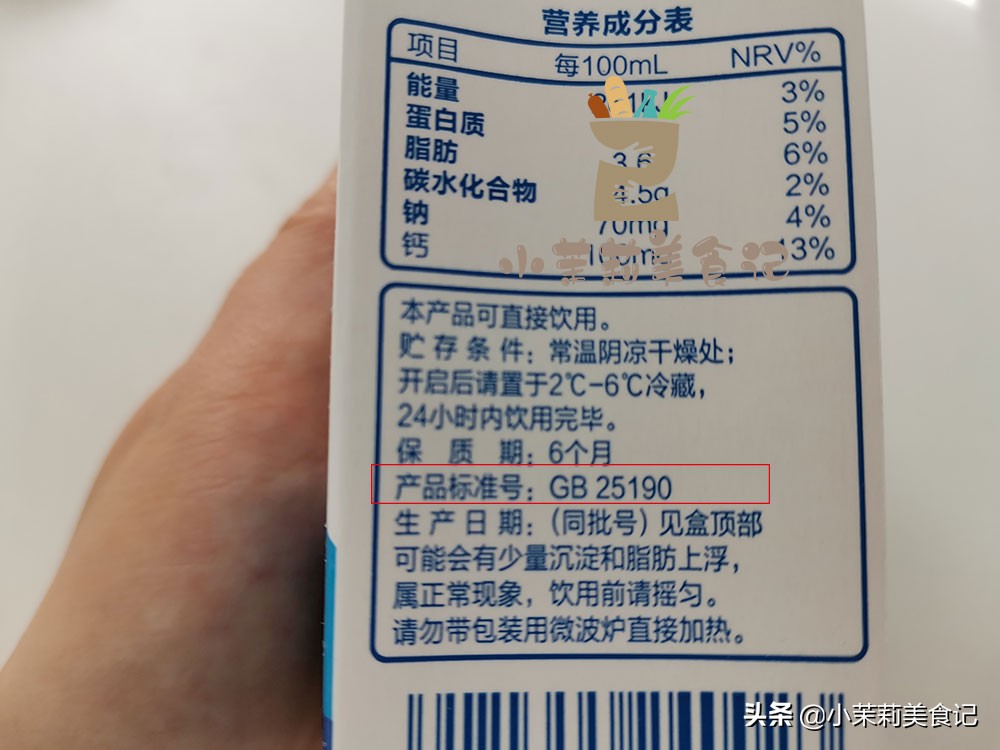 营养成分表
项目 每100mL NRV%
能量 3%
蛋白质 5%
脂肪 3.6 6%
碳水化合物 4.5g 2%
钠 70mg 4%
钙 100mg 13%
小茉莉美食记
本产品可直接饮用。
贮存条件：常温阴凉干燥处；
开启后请置于2℃-6℃冷藏，
24小时内饮用完毕。
保质期：6个月
产品标准号：GB 25190
生产日期：（同批号）见盒顶部
可能会有少量沉淀和脂肪上浮，
属正常现象，饮用前请摇匀。
请勿带包装用微波炉直接加热。
头条 @小茉莉美食记